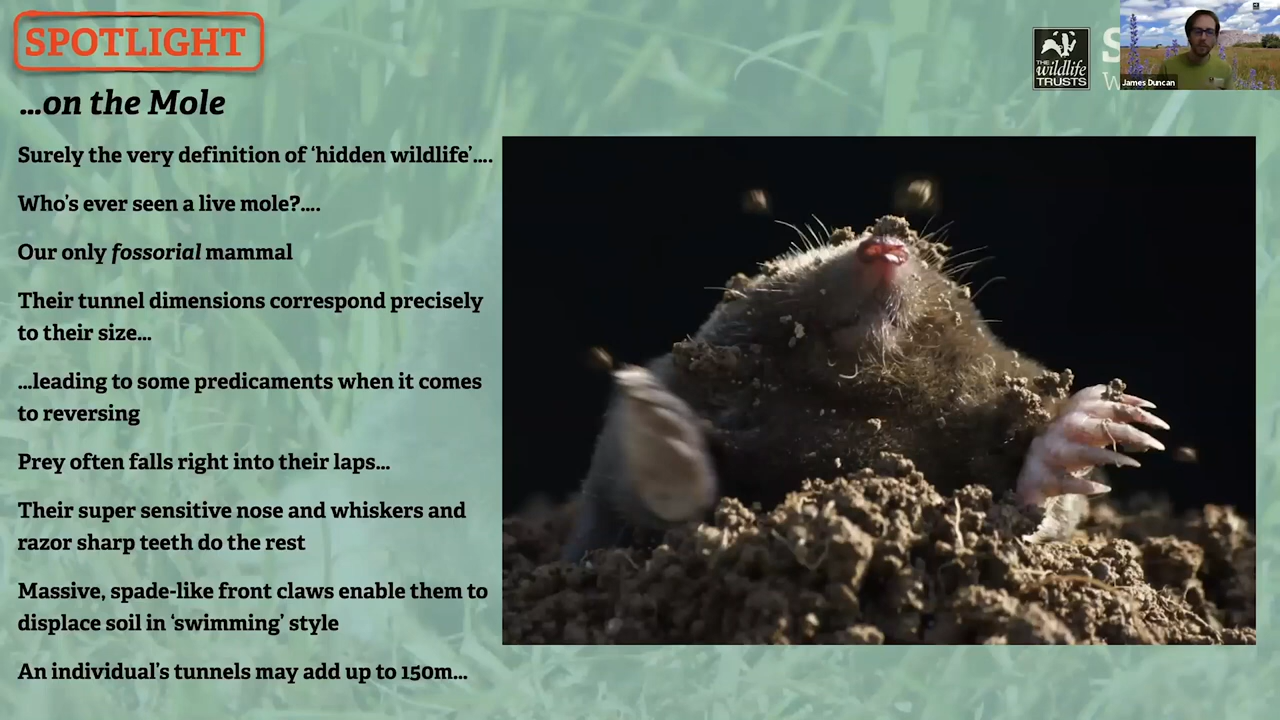 SPOTLIGHT
...on the Mole
Surely the very definition of ‘hidden wildlife’....
Who’s ever seen a live mole?....
Our only fossorial mammal
Their tunnel dimensions correspond precisely
to their size...
...leading to some predicaments when it comes
to reversing
Prey often falls right into their laps...
Their super sensitive nose and whiskers and
razor sharp teeth do the rest
Massive, spade-like front claws enable them to
displace soil in ‘swimming’ style
An individual’s tunnels may add up to 150m...
THE
wildlife
TRUSTS
S
W
James Duncan